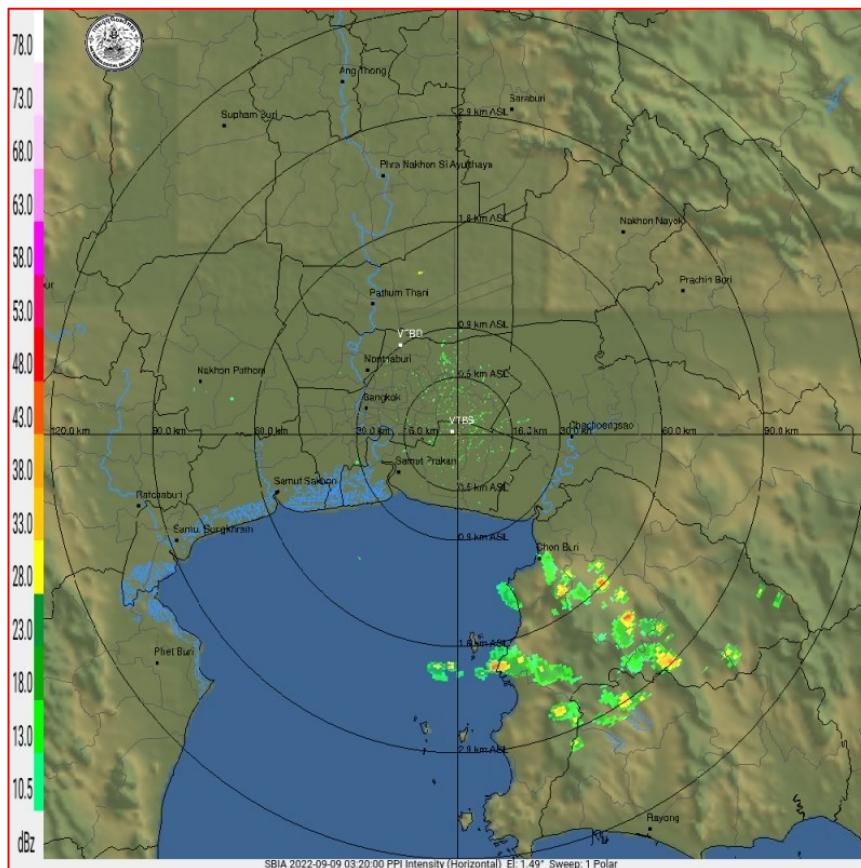 78.0
73.0
68.0
63.0
58.0
53.0
48.0
43.0
38.0
33.0
28.0
23.0
18.0
13.0
10.5
dBz
Ang Thong
Saraburi
2.9 km ASL
Supham Buri
Phra Nakhon Si Ayutthaya
1.8 km ASL
Nakhon Nayok
Prachin Buri
Pathum Thani
VTBD
0.9 km ASL
Nonthaburi
Nakhon Pathom
0.5 km ASL
Bangkok
VTBS
Chachoengsao
120.0 km
90.0 km
60.0 km
30.0 km
16.0 km
16.2 km
30.0 km
60.0 km
90.0 km
Samut Prakan
Samut Sakhon
0.5 km ASL
Ratchaburi
Samut Songkhram
0.9 km ASL
Chon Buri
1.8 km ASL
Phet Buri
2.9 km ASL
Rayong
SBIA 2022-09-09 03:20:00 PPI Intensity (Horizontal) El: 1.49° Sweep: 1 Polar